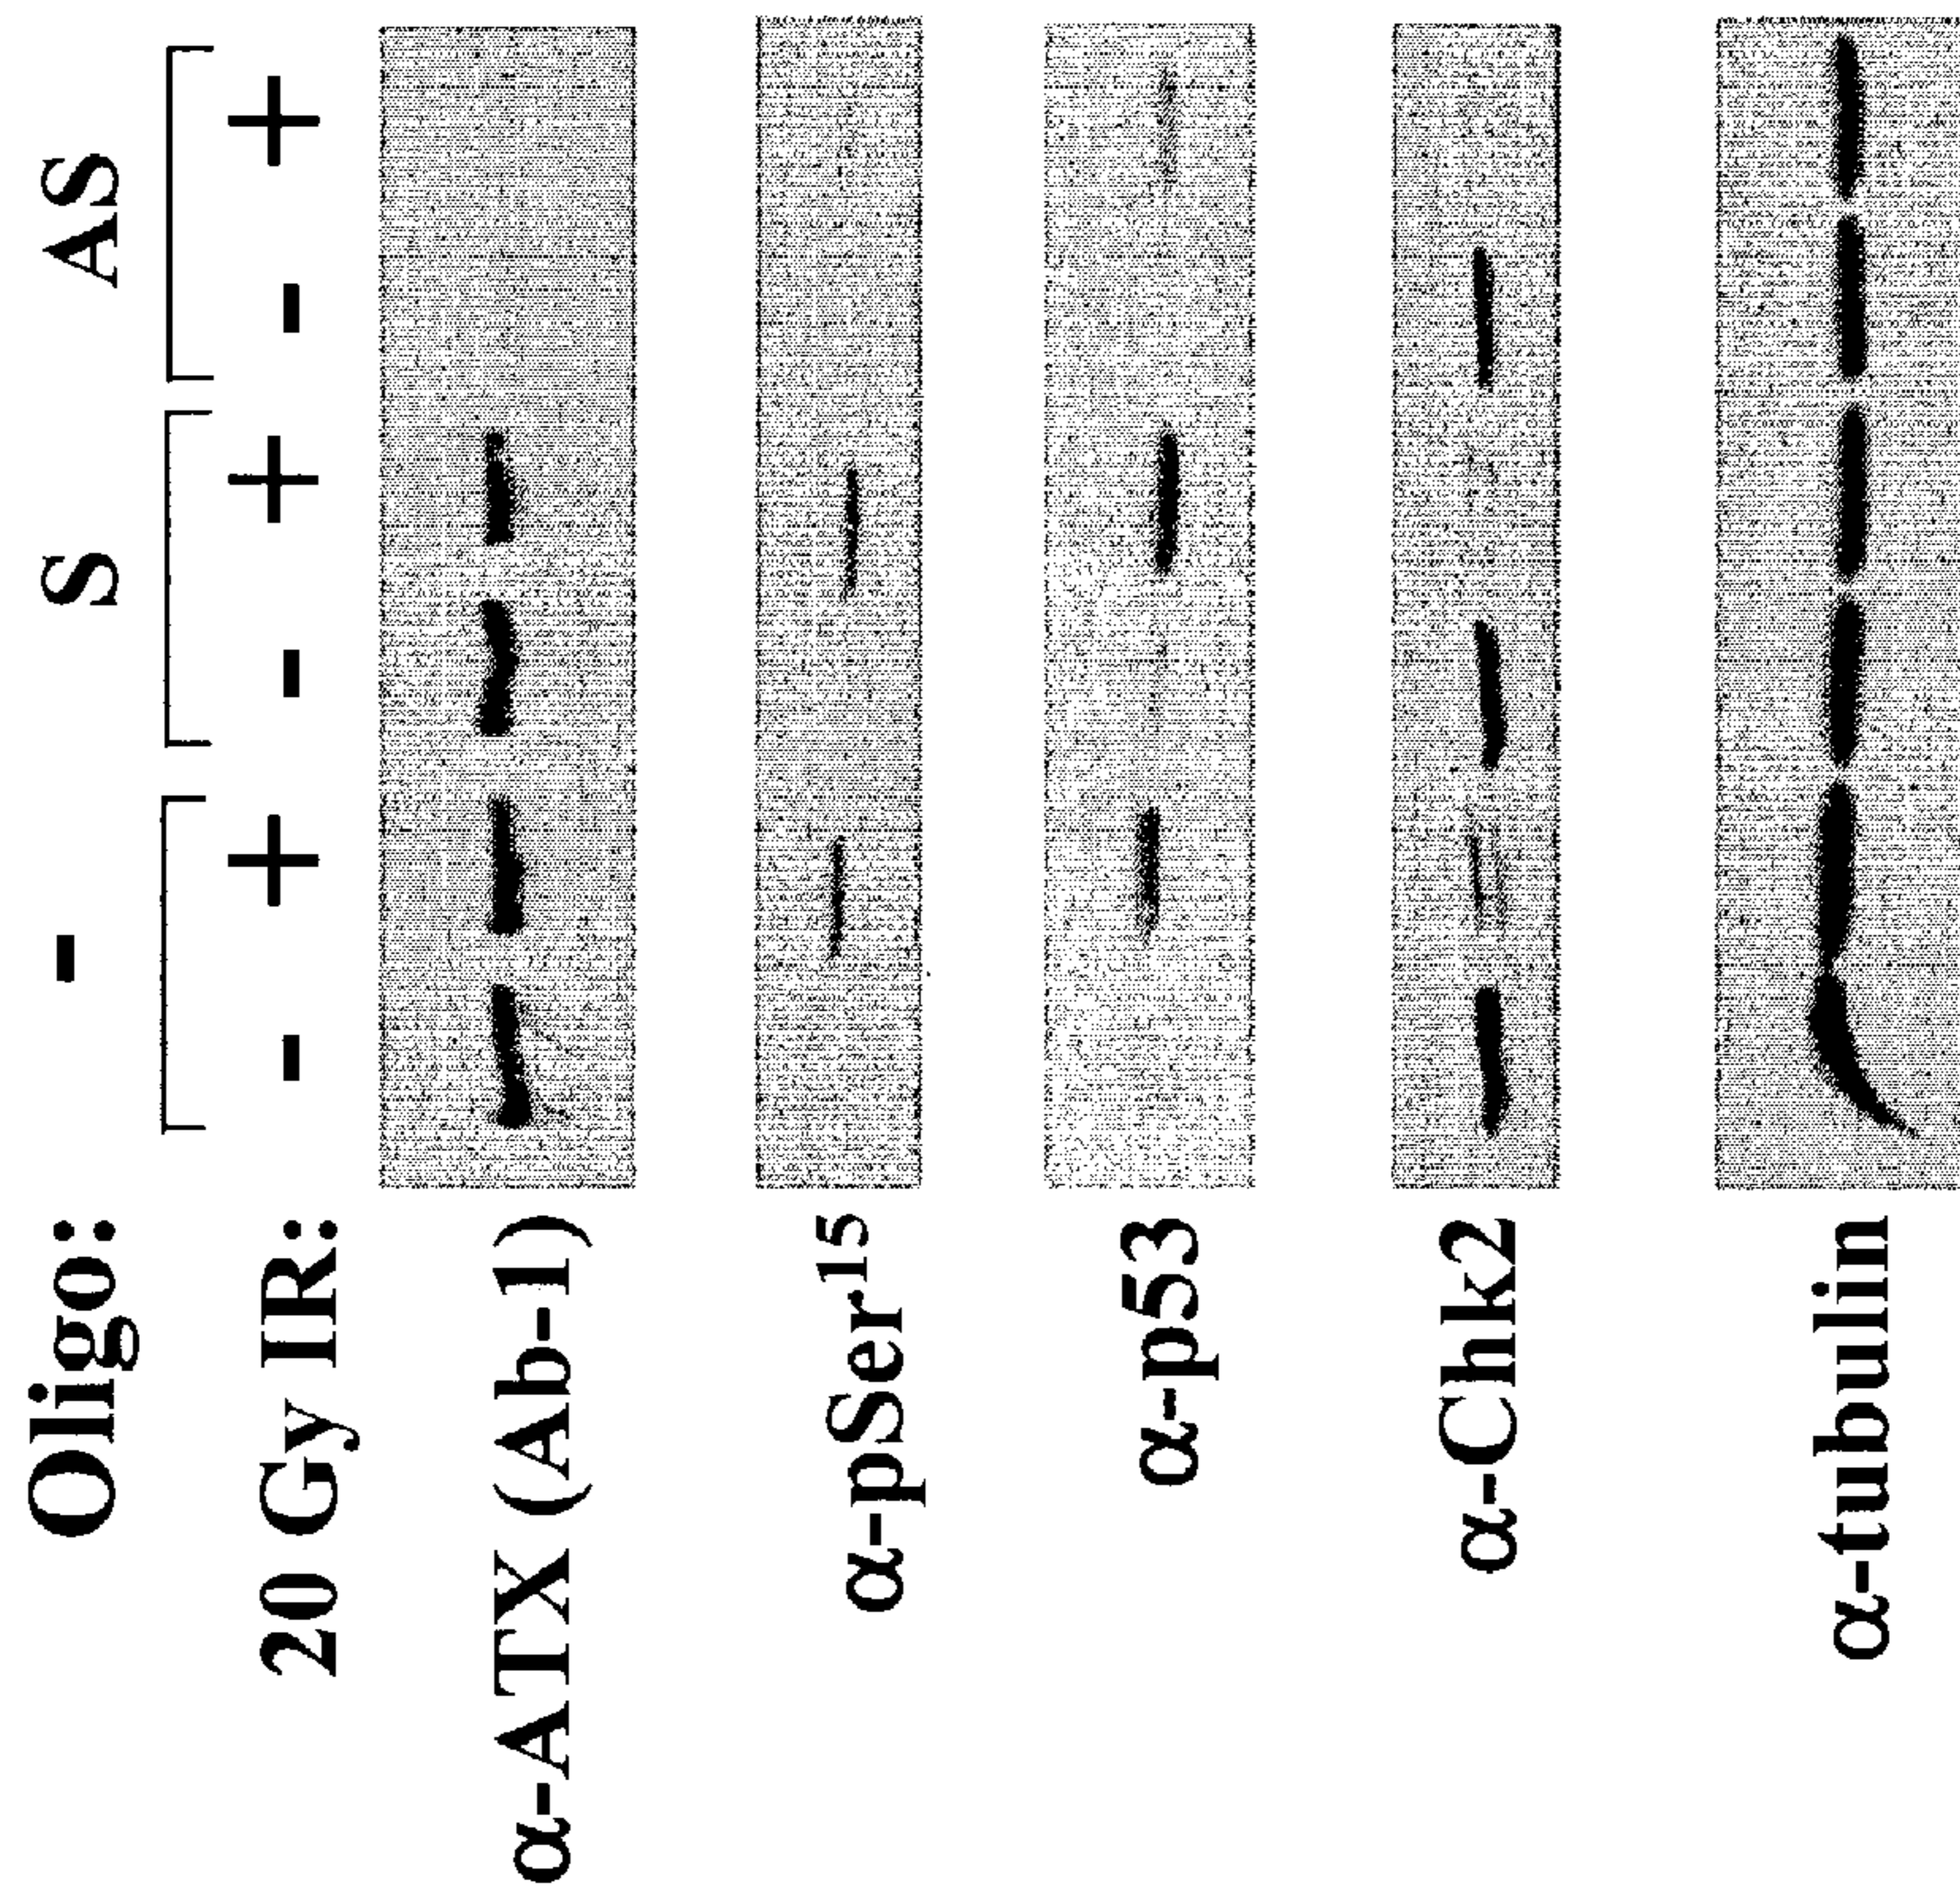 Oligo: - S AS
20 Gy IR: - + - + - +
α-ATX (Ab-1)
α-pSer¹⁵
α-p53
α-Chk2
α-tubulin